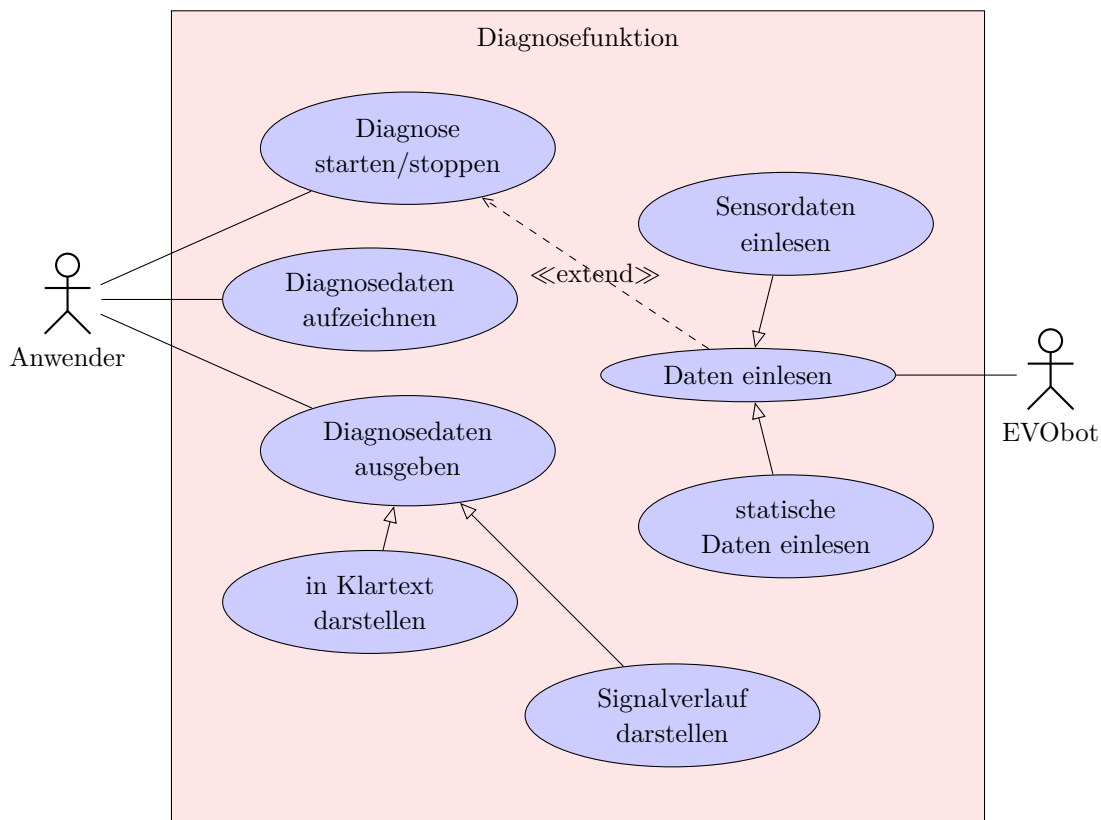 Diagnosefunktion
Diagnose
starten/stoppen
Sensordaten
einlesen
≪extend≫
Diagnosedaten
aufzeichnen
Anwender
Daten einlesen
EVObot
Diagnosedaten
ausgeben
statische
Daten einlesen
in Klartext
darstellen
Signalverlauf
darstellen